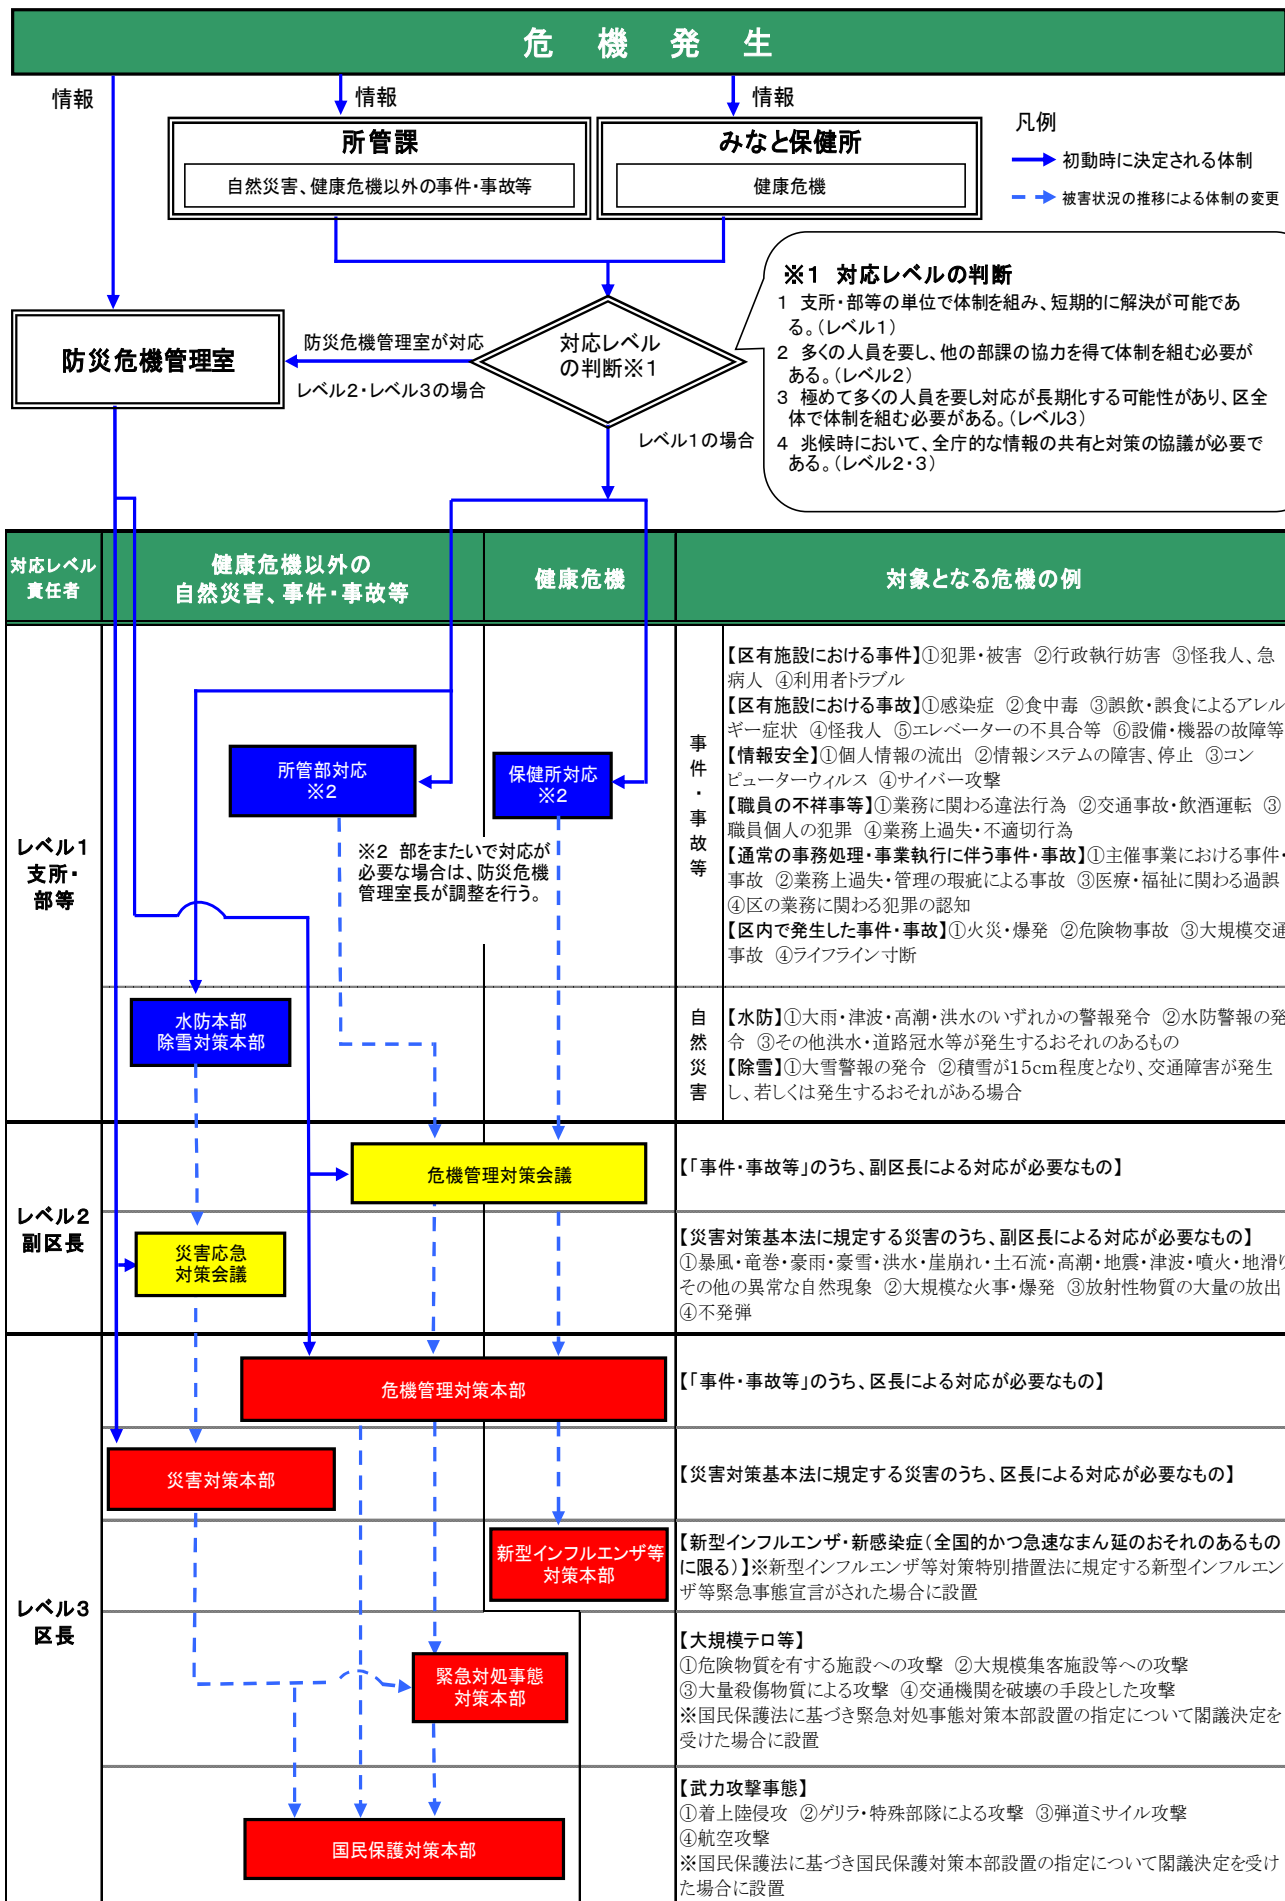 危機発生
情報
情報
情報
所管課
自然災害、健康危機以外の事件・事故等
みなと保健所
健康危機
凡例
初動時に決定される体制
被害状況の推移による体制の変更
※1 対応レベルの判断
1 支所・部等の単位で体制を組み、短期的に解決が可能であ
る。(レベル1)
2 多くの人員を要し、他の部課の協力を得て体制を組む必要が
ある。(レベル2)
3 極めて多くの人員を要し対応が長期化する可能性があり、区全
体で体制を組む必要がある。(レベル3)
4 兆候時において、全庁的な情報の共有と対策の協議が必要で
ある。(レベル2・3)
防災危機管理室
防災危機管理室が対応
レベル2・レベル3の場合
対応レベル
の判断※1
レベル1の場合
対応レベル
責任者
健康危機以外の
自然災害、事件・事故等
健康危機
対象となる危機の例
レベル1
支所・
部等
所管部対応
※2
保健所対応
※2
※2 部をまたいで対応が
必要な場合は、防災危機
管理室長が調整を行う。
水防本部
除雪対策本部
事件・事故等
【区有施設における事件】①犯罪・被害 ②行政執行妨害 ③怪我人、急
病人 ④利用者トラブル
【区有施設における事故】①感染症 ②食中毒 ③誤飲・誤食によるアレル
ギー症状 ④怪我人 ⑤エレベーターの不具合等 ⑥設備・機器の故障等
【情報安全】①個人情報の流出 ②情報システムの障害、停止 ③コン
ピューターウィルス ④サイバー攻撃
【職員の不祥事等】①業務に関わる違法行為 ②交通事故・飲酒運転 ③
職員個人の犯罪 ④業務上過失・不適切行為
【通常の事務処理・事業執行に伴う事件・事故】①主催事業における事件・
事故 ②業務上過失・管理の瑕疵による事故 ③医療・福祉に関わる過誤
④区の業務に関わる犯罪の認知
【区内で発生した事件・事故】①火災・爆発 ②危険物事故 ③大規模交通
事故 ④ライフライン寸断
自然災害
【水防】①大雨・津波・高潮・洪水のいずれかの警報発令 ②水防警報の発
令 ③その他洪水・道路冠水等が発生するおそれのあるもの
【除雪】①大雪警報の発令 ②積雪が15cm程度となり、交通障害が発生
し、若しくは発生するおそれがある場合
レベル2
副区長
危機管理対策会議
【「事件・事故等」のうち、副区長による対応が必要なもの】
災害応急
対策会議
【災害対策基本法に規定する災害のうち、副区長による対応が必要なもの】
①暴風・竜巻・豪雨・豪雪・洪水・崖崩れ・土石流・高潮・地震・津波・噴火・地滑り
その他の異常な自然現象 ②大規模な火事・爆発 ③放射性物質の大量の放出
④不発弾
レベル3
区長
危機管理対策本部
【「事件・事故等」のうち、区長による対応が必要なもの】
災害対策本部
【災害対策基本法に規定する災害のうち、区長による対応が必要なもの】
新型インフルエンザ等
対策本部
【新型インフルエンザ・新感染症(全国的かつ急速なまん延のおそれのあるもの
に限る)】※新型インフルエンザ等対策特別措置法に規定する新型インフルエン
ザ等緊急事態宣言がされた場合に設置
緊急対処事態
対策本部
【大規模テロ等】
①危険物質を有する施設への攻撃 ②大規模集客施設等への攻撃
③大量殺傷物質による攻撃 ④交通機関を破壊の手段とした攻撃
※国民保護法に基づき緊急対処事態対策本部設置の指定について閣議決定を
受けた場合に設置
国民保護対策本部
【武力攻撃事態】
①着上陸侵攻 ②ゲリラ・特殊部隊による攻撃 ③弾道ミサイル攻撃
④航空攻撃
※国民保護法に基づき国民保護対策本部設置の指定について閣議決定を受け
た場合に設置